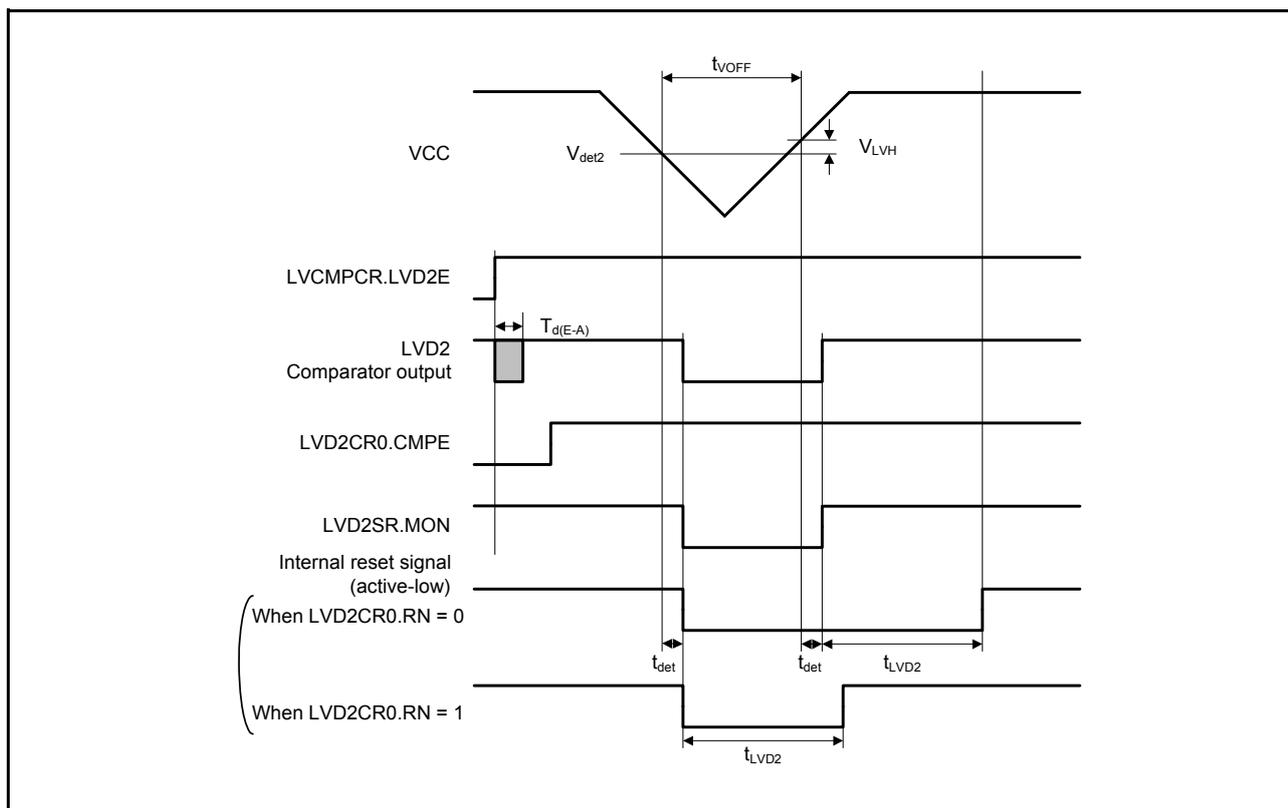 tVOFF
VCC
Vdet2
VLVH
LVCMPCR.LVD2E
Td(E-A)
LVD2
Comparator output
LVD2CR0.CMPE
LVD2SR.MON
Internal reset signal
(active-low)
When LVD2CR0.RN = 0
tdet
tdet
tLVD2
When LVD2CR0.RN = 1
tLVD2